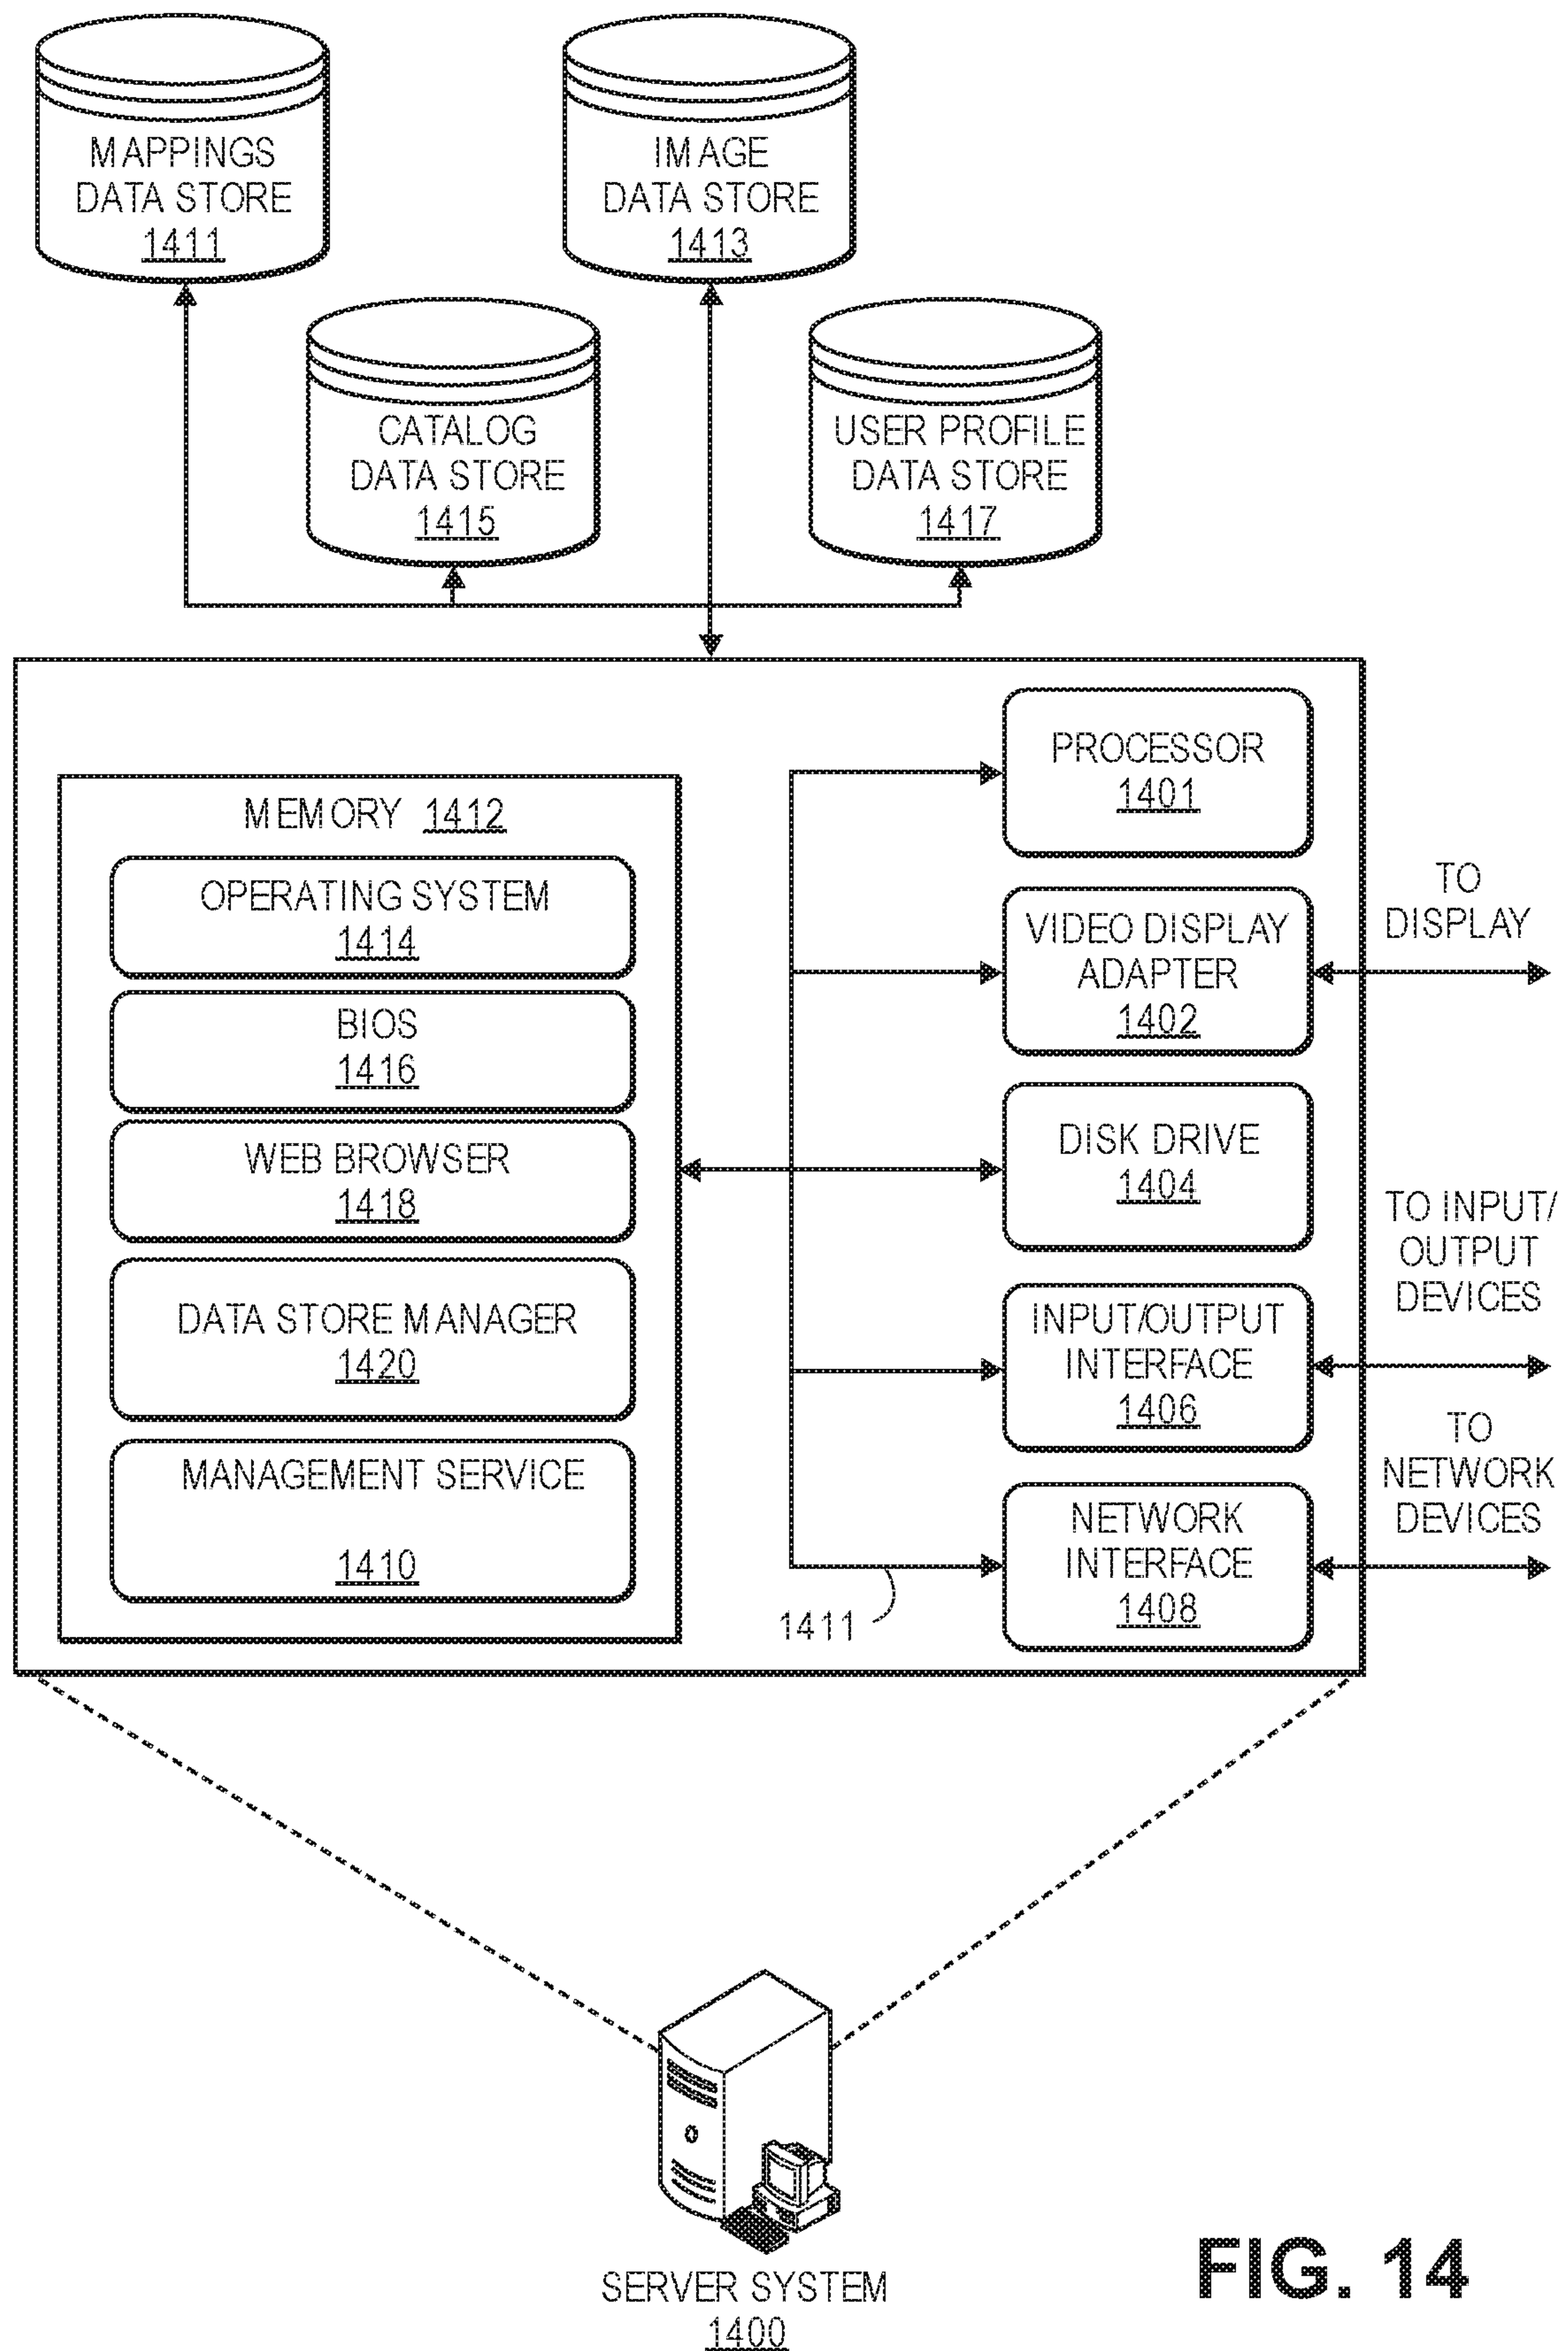 MAPPINGS
DATA STORE
1411
IMAGE
DATA STORE
1413
CATALOG
DATA STORE
1415
USER PROFILE
DATA STORE
1417
MEMORY 1412
OPERATING SYSTEM
1414
BIOS
1416
WEB BROWSER
1418
DATA STORE MANAGER
1420
MANAGEMENT SERVICE
1410
PROCESSOR
1401
VIDEO DISPLAY
ADAPTER
1402
DISK DRIVE
1404
INPUT/OUTPUT
INTERFACE
1406
NETWORK
INTERFACE
1408
1411
TO
DISPLAY
TO INPUT/
OUTPUT
DEVICES
TO
NETWORK
DEVICES
SERVER SYSTEM
1400
FIG. 14